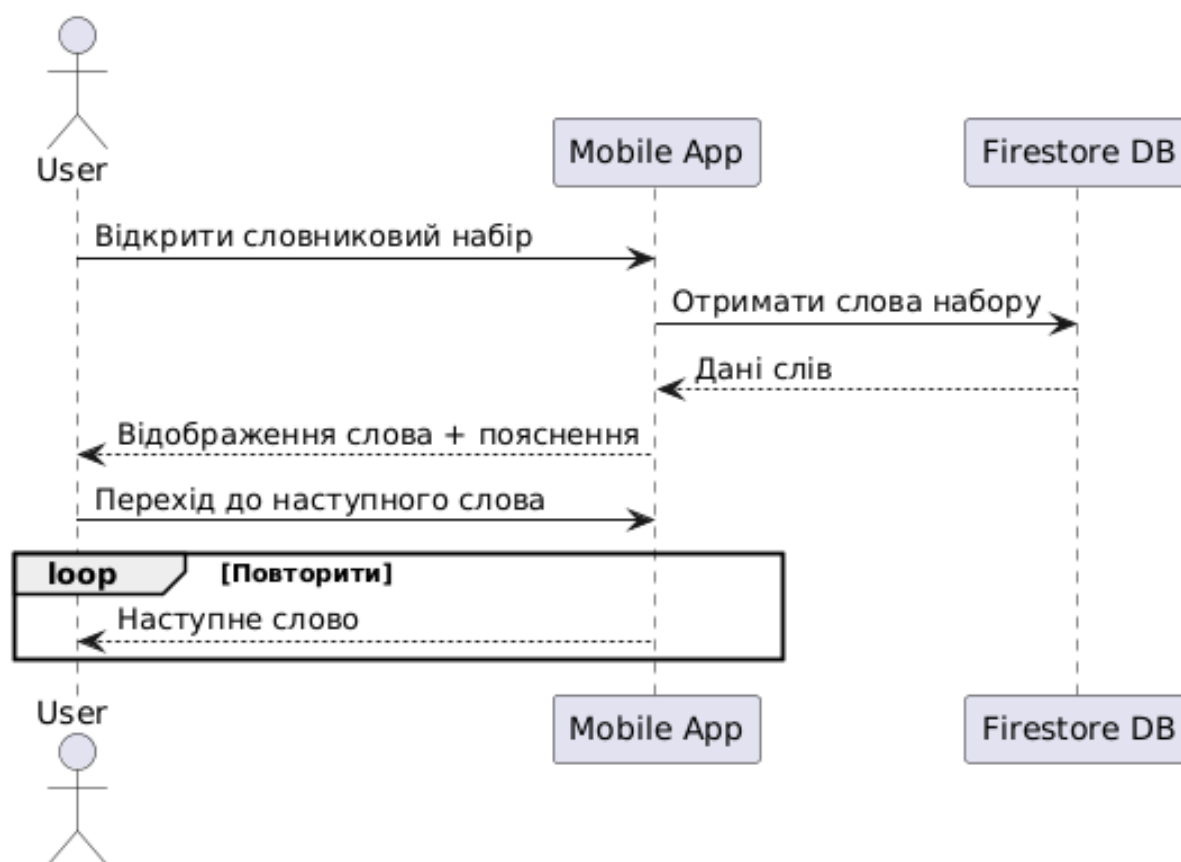 User
Mobile App
Firestore DB
Відкрити словниковий набір
Отримати слова набору
Дані слів
Відображення слова + пояснення
Перехід до наступного слова
loop [Повторити]
Наступне слово
User
Mobile App
Firestore DB